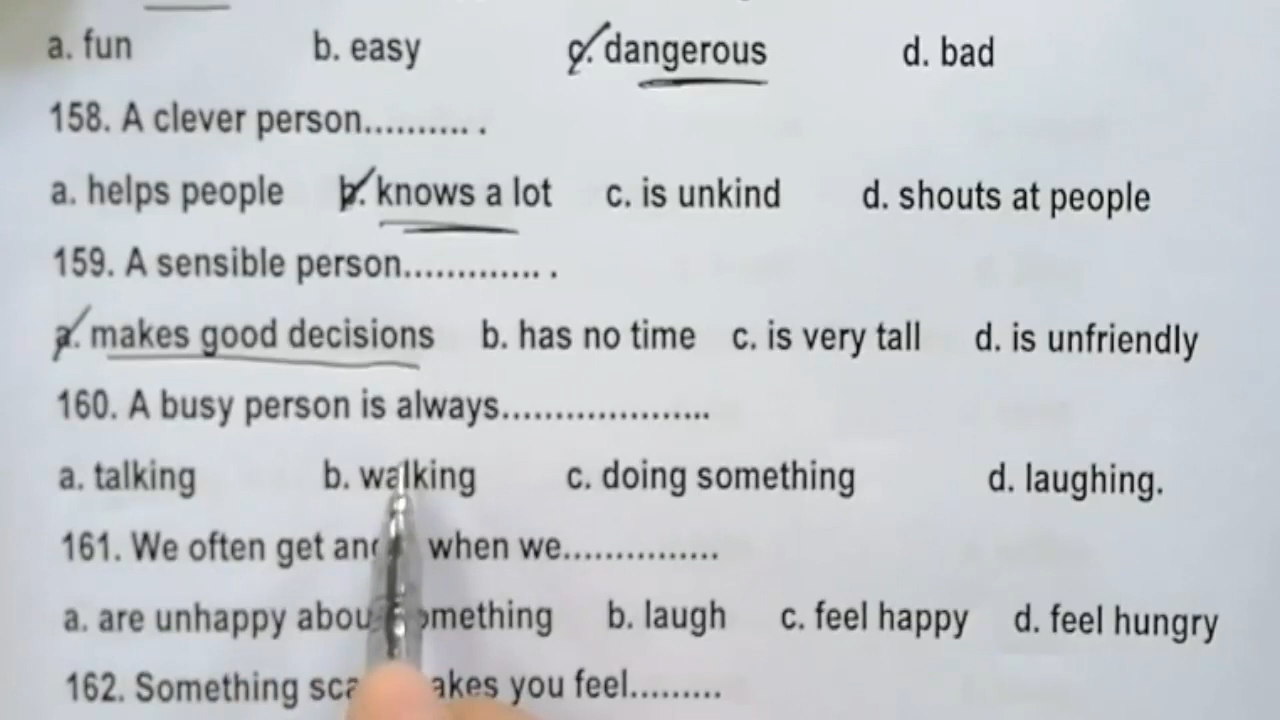 a. fun b. easy c. dangerous d. bad
158. A clever person.......... .
a. helps people b. knows a lot c. is unkind d. shouts at people
159. A sensible person............. .
a. makes good decisions b. has no time c. is very tall d. is unfriendly
160. A busy person is always....................
a. talking b. walking c. doing something d. laughing.
161. We often get when we...............
a. are unhappy b. laugh c. feel happy d. feel hungry
162. Something you feel.........